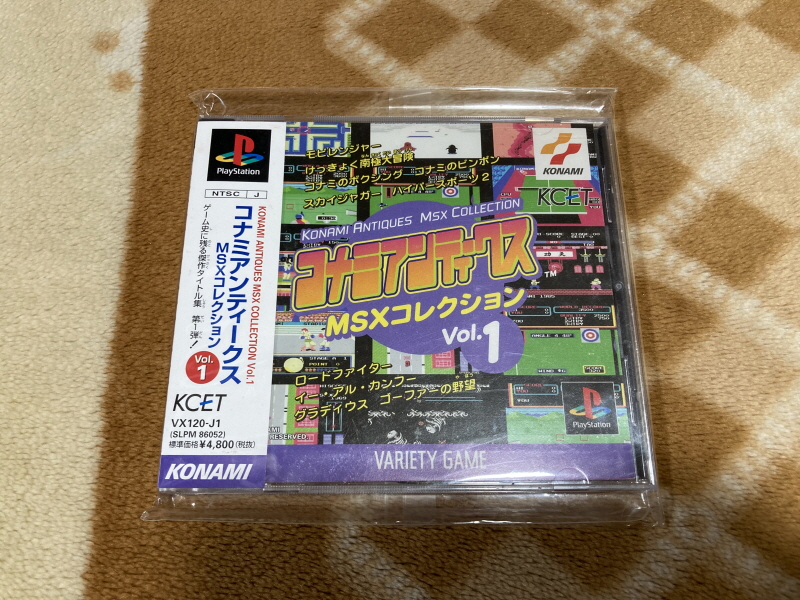 PlayStation
NTSC J
KONAMI ANTIQUES MSX COLLECTION Vol.1
コナミアンティークス
MSXコレクション
ゲーム史に残る傑作タイトル集 第1弾!
Vol.
1
KCET
VX120-J1
(SLPM 86052)
標準価格¥4,800(税抜)
KONAMI
モピレンジャー
けっきょく南極大冒険
コナミのボクシング コナミのピンポン
スカイジャガー ハイパースポーツ2
KONAMI
KCET
KONAMI ANTIQUES MSX COLLECTION
コナミアンティークス
TM
MSXコレクション
Vol.1
ロードファイター
イー・アル・カンフー
グラディウス ゴーファーの野望
PlayStation
VARIETY GAME